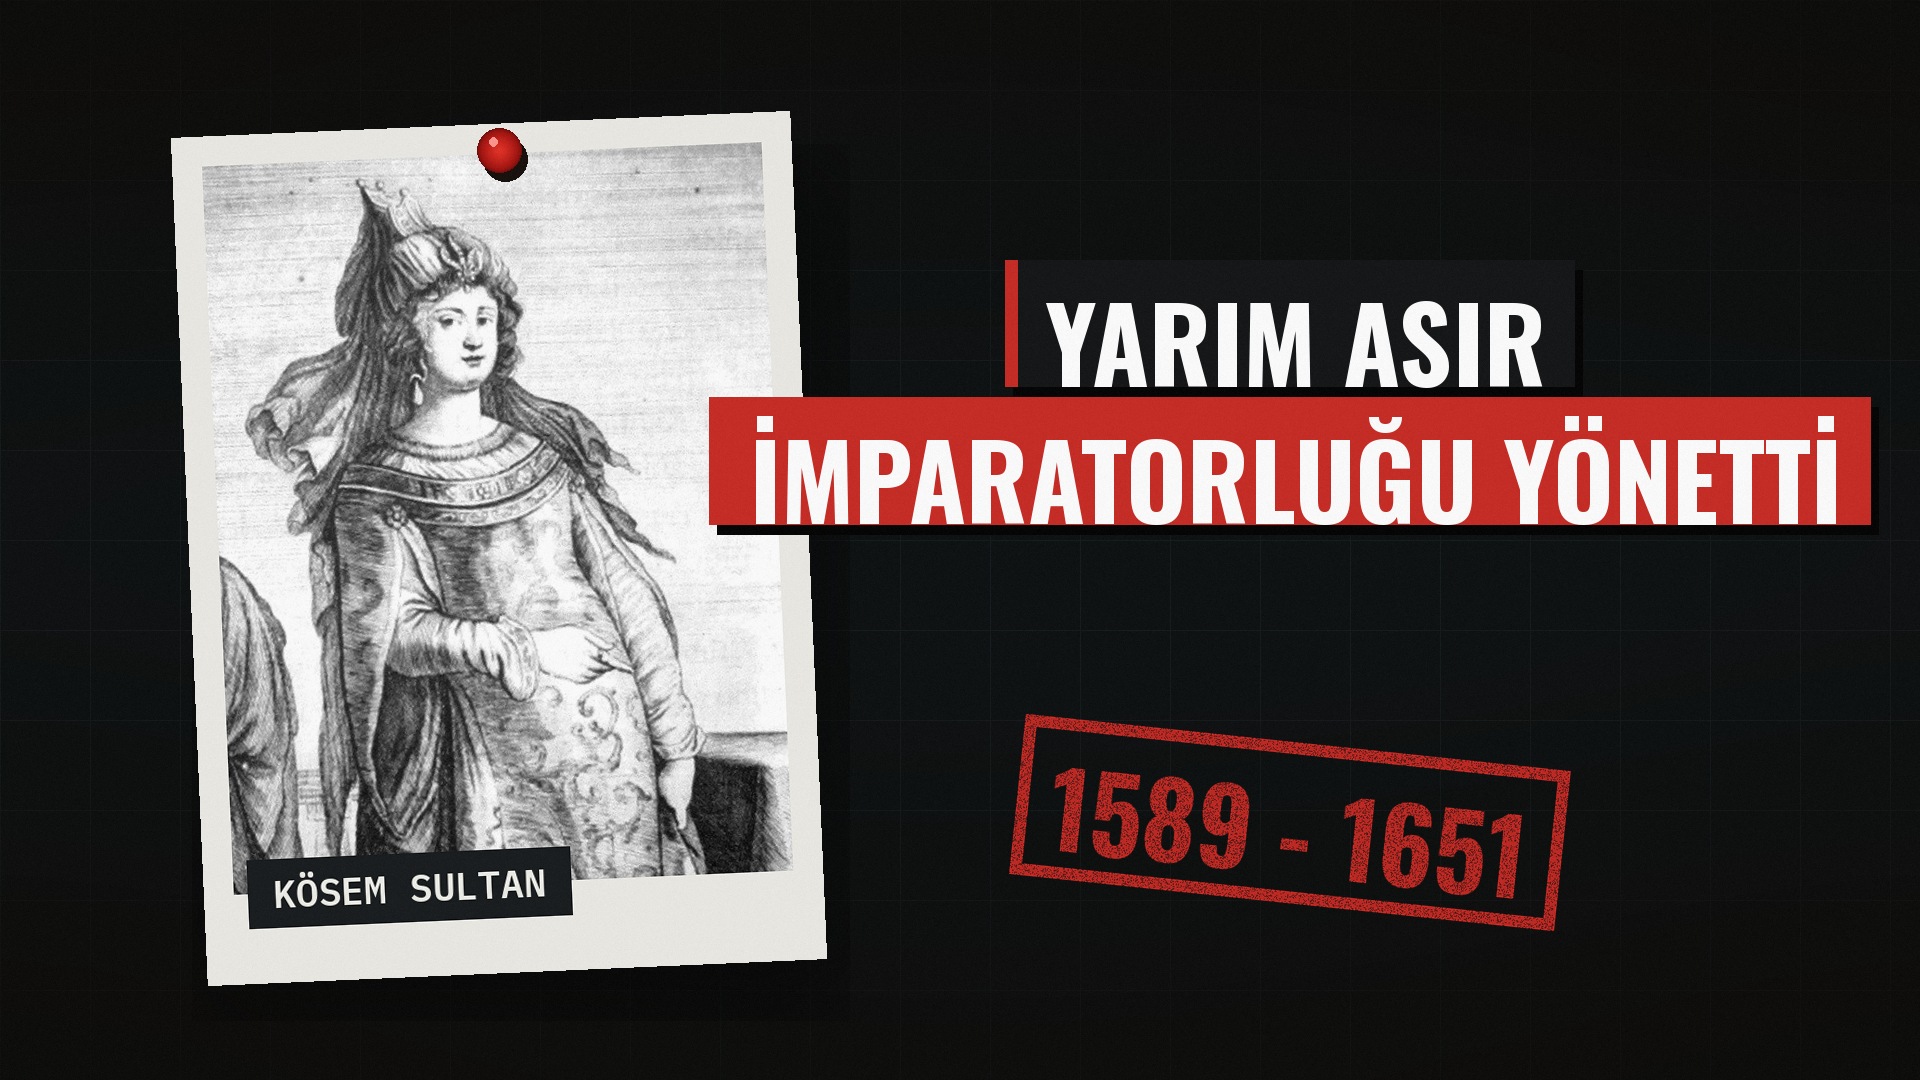 YARIM ASIR
İMPARATORLUĞU YÖNETTİ
KÖSEM SULTAN
1589 - 1651